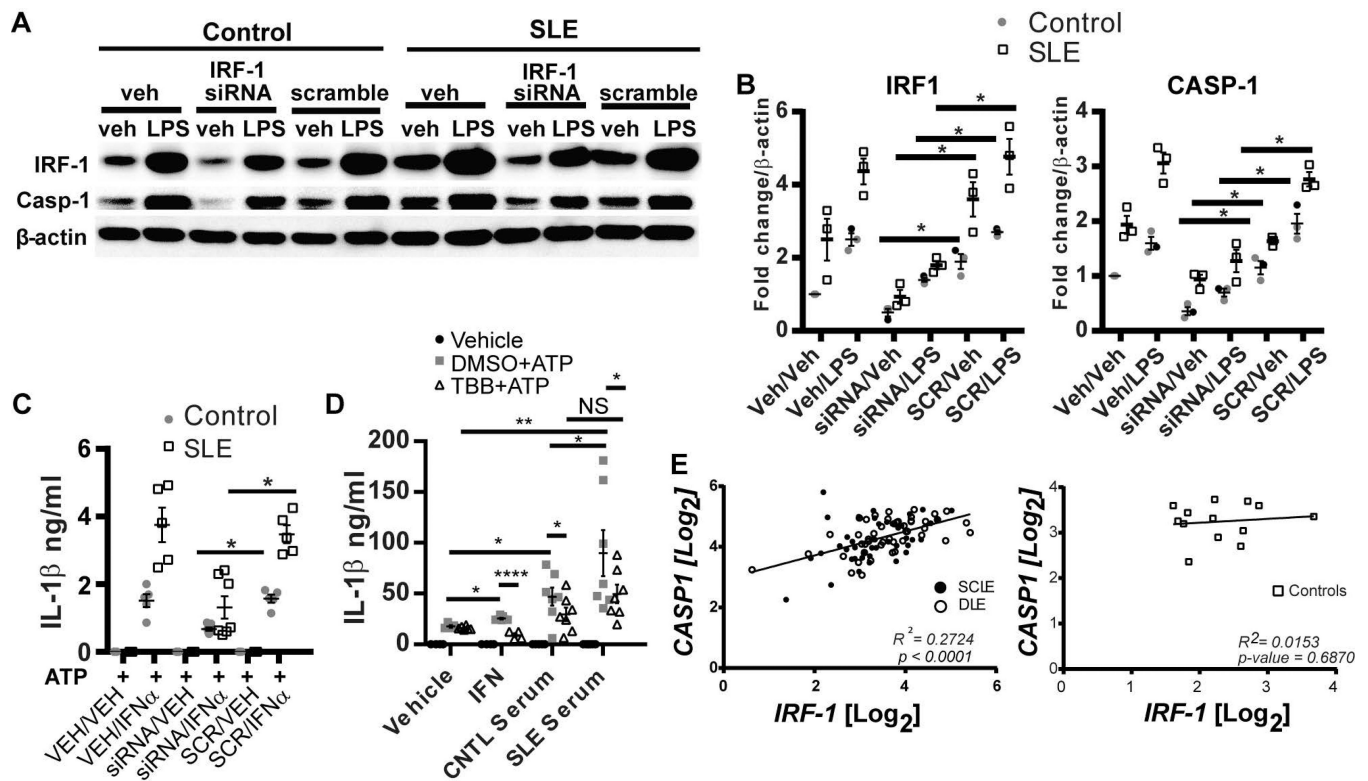 A
Control
SLE
veh
IRF-1
siRNA
scramble
veh
IRF-1
siRNA
scramble
veh LPS veh LPS veh LPS veh LPS veh LPS veh LPS
IRF-1
Casp-1
β-actin
Control
SLE
B
IRF1
CASP-1
Fold change/β-actin
6
4
2
0
* * * *
Veh/Veh
Veh/LPS
siRNA/Veh
siRNA/LPS
SCR/Veh
SCR/LPS
Fold change/β-actin
4
3
2
1
0
* * * *
Veh/Veh
Veh/LPS
siRNA/Veh
siRNA/LPS
SCR/Veh
SCR/LPS
C
Control
SLE
IL-1β ng/ml
6
4
2
0
* *
ATP + + + + + +
VEH/VEH
VEH/IFNα
siRNA/VEH
siRNA/IFNα
SCR/VEH
SCR/IFNα
Vehicle
DMSO+ATP
TBB+ATP
D
IL-1β ng/ml
200
150
100
50
0
*
NS
**
*
*
*
*
****
Vehicle
IFN
CNTL Serum
SLE Serum
E
CASP1 [Log2]
6
4
2
0
0 2 4 6
SCLE
DLE
R2 = 0.2724
p < 0.0001
IRF-1 [Log2]
CASP1 [Log2]
4
3
2
1
0
0 1 2 3 4
Controls
R2= 0.0153
p-value = 0.6870
IRF-1 [Log2]